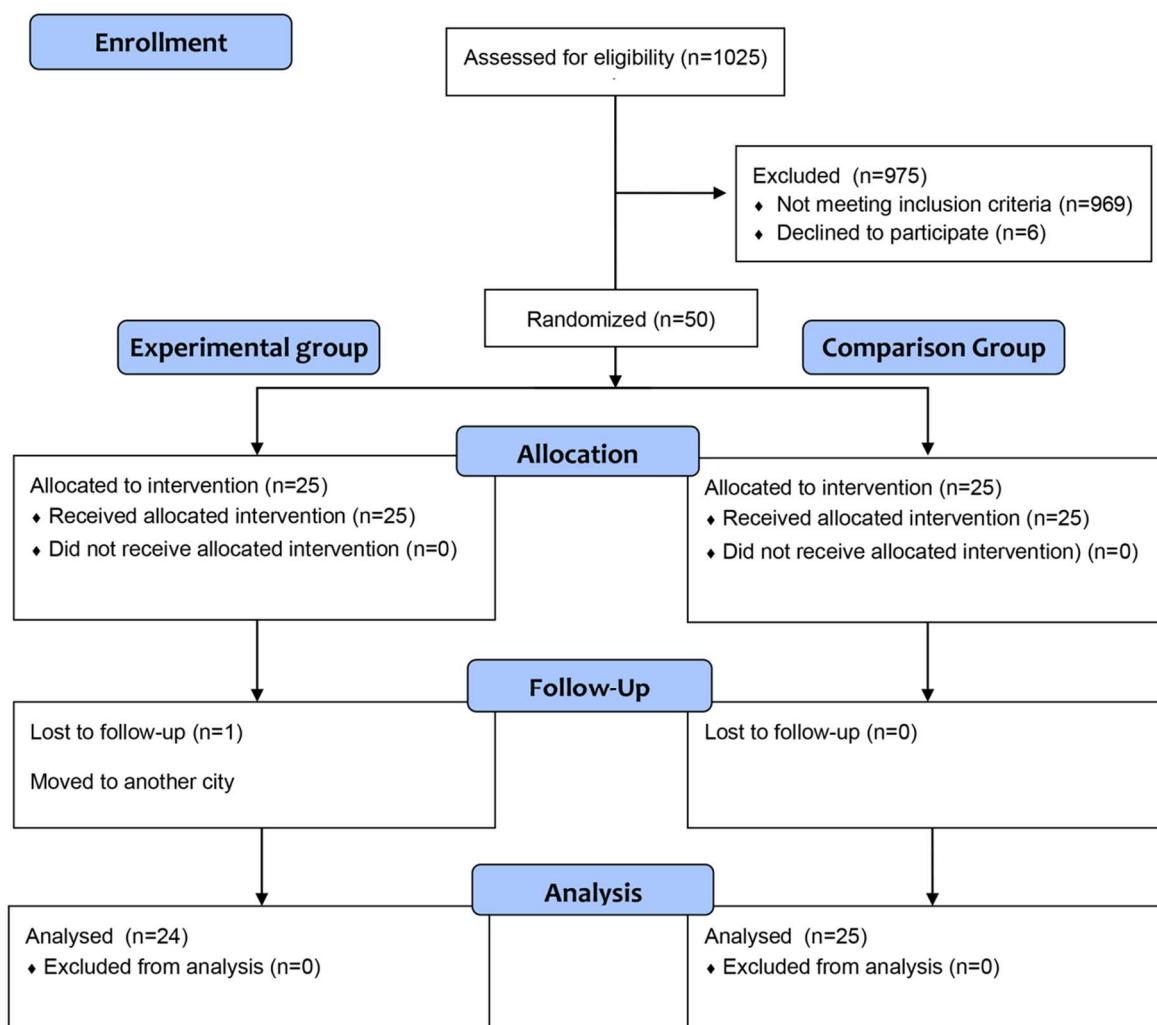 Enrollment
Assessed for eligibility (n=1025)
Excluded (n=975)
♦ Not meeting inclusion criteria (n=969)
♦ Declined to participate (n=6)
Randomized (n=50)
Experimental group
Comparison Group
Allocation
Allocated to intervention (n=25)
♦ Received allocated intervention (n=25)
♦ Did not receive allocated intervention (n=0)
Allocated to intervention (n=25)
♦ Received allocated intervention (n=25)
♦ Did not receive allocated intervention) (n=0)
Follow-Up
Lost to follow-up (n=1)
Moved to another city
Lost to follow-up (n=0)
Analysis
Analysed (n=24)
♦ Excluded from analysis (n=0)
Analysed (n=25)
♦ Excluded from analysis (n=0)